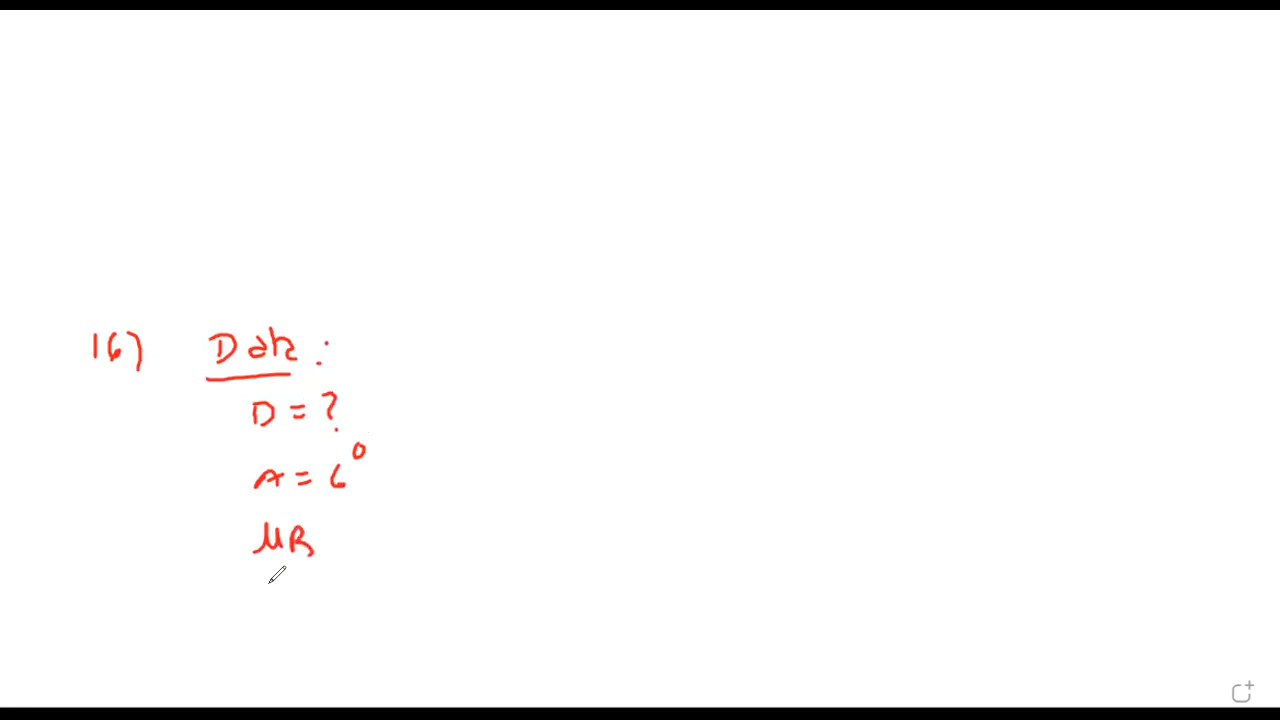 16) Data :
D = ?
A = 6°
μR